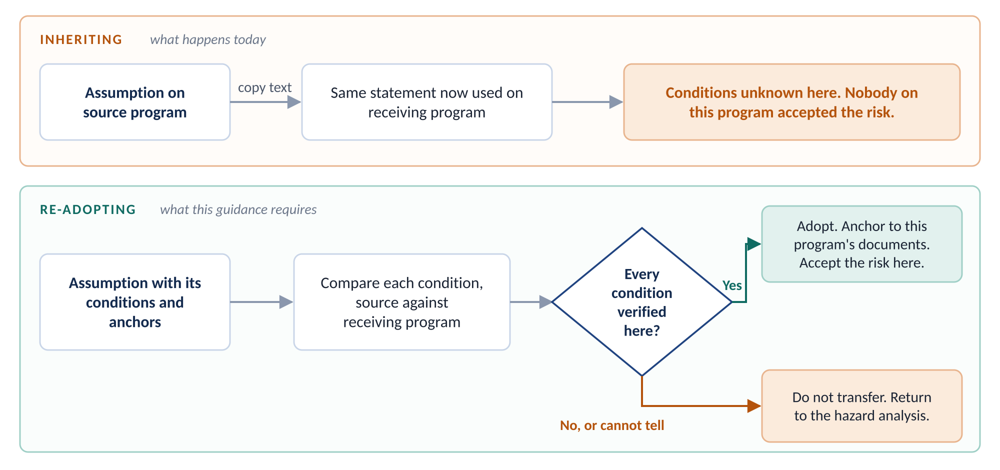 INHERITING what happens today
Assumption on
source program
copy text
Same statement now used on
receiving program
Conditions unknown here. Nobody on
this program accepted the risk.
RE-ADOPTING what this guidance requires
Assumption with its
conditions and
anchors
Compare each condition,
source against
receiving program
Every
condition
verified
here?
Yes
Adopt. Anchor to this
program's documents.
Accept the risk here.
No, or cannot tell
Do not transfer. Return
to the hazard analysis.